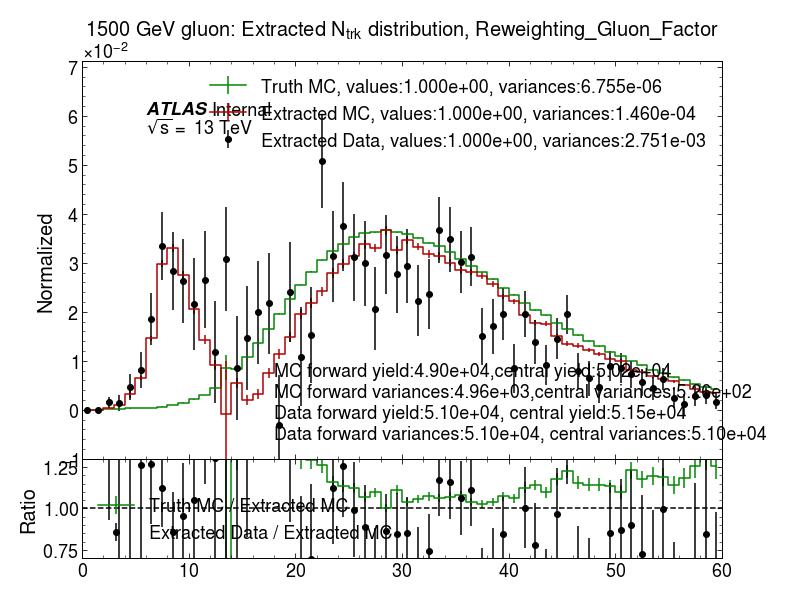 1500 GeV gluon: Extracted Ntrk distribution, Reweighting_Gluon_Factor
×10−2
7
6
5
4
3
2
1
0
1
Normalized
Truth MC, values:1.000e+00, variances:6.755e-06
ATLAS Internal
Extracted MC, values:1.000e+00, variances:1.460e-04
√s = 13 TeV
Extracted Data, values:1.000e+00, variances:2.751e-03
MC forward yield:4.90e+04,central yield:5.02e+04
MC forward variances:4.96e+03,central variances:5. e+02
Data forward yield:5.10e+04, central yield:5.15e+04
Data forward variances:5.10e+04, central variances:5.10e+04
1.25
1.00
0.75
Ratio
Truth MC / Extracted MC
Extracted Data / Extracted MC
0 10 20 30 40 50 60